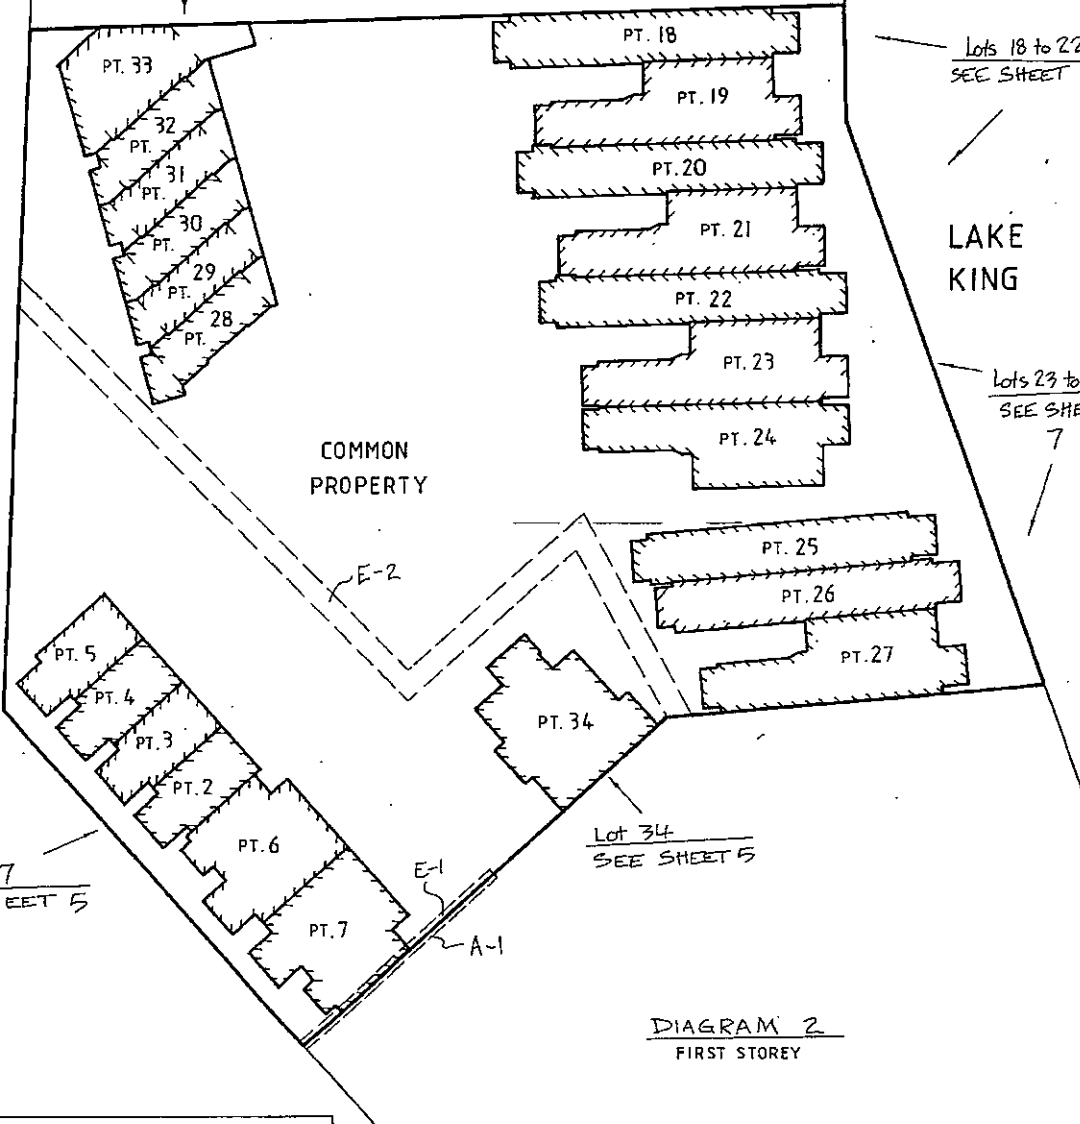 PT. 18
Lots 18 to 22
SEE SHEET
PT. 33
PT. 19
32
PT.
PT. 20
31
PT.
PT. 21
30
PT.
LAKE
KING
29
PT.
PT. 22
28
PT.
PT. 23
Lots 23 to
SEE SHE
7
PT. 24
COMMON
PROPERTY
PT. 25
E-2
PT. 26
PT. 5
PT. 27
PT. 4
PT. 34
PT. 3
PT. 2
Lot 34
SEE SHEET 5
PT. 6
7
EET 5
E-1
PT. 7
A-1
DIAGRAM 2
FIRST STOREY